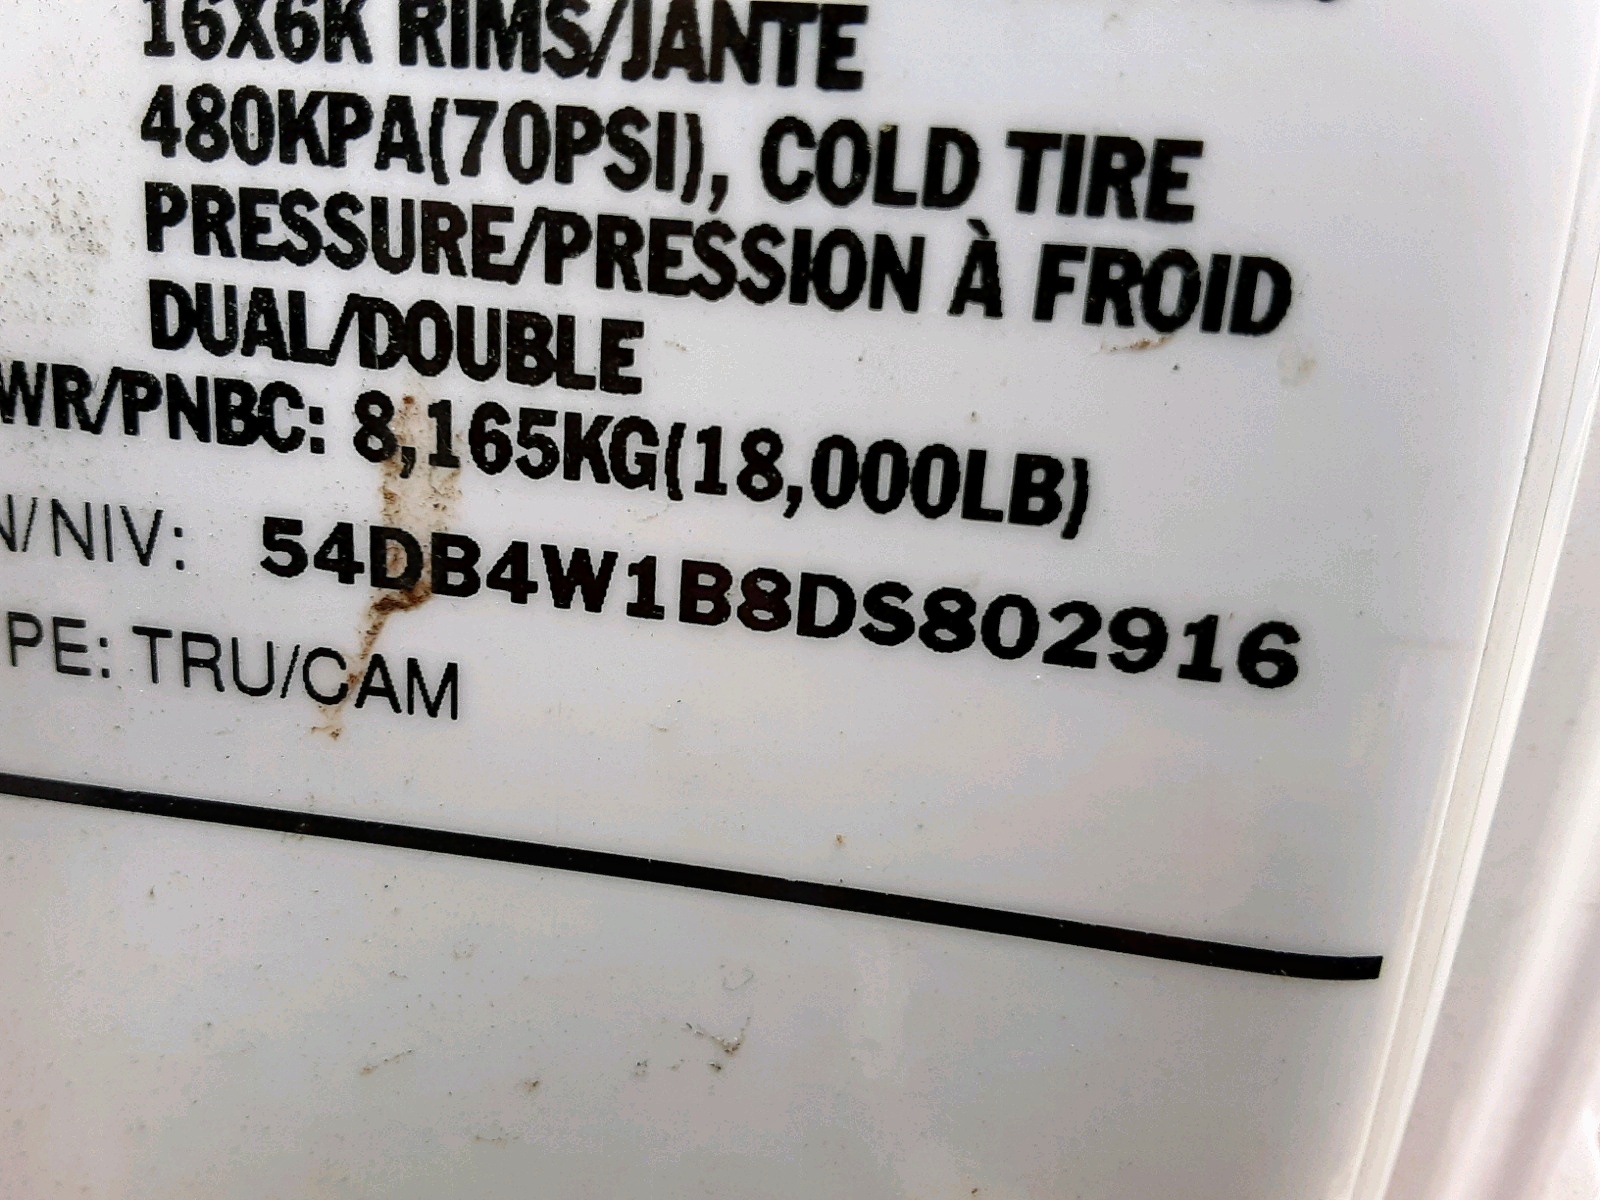 16X6K RIMS/JANTE
480KPA(70PSI), COLD TIRE
PRESSURE/PRESSION À FROID
DUAL/DOUBLE
WR/PNBC: 8,165KG(18,000LB)
N/NIV: 54DB4W1B8DS802916
PE: TRU/CAM